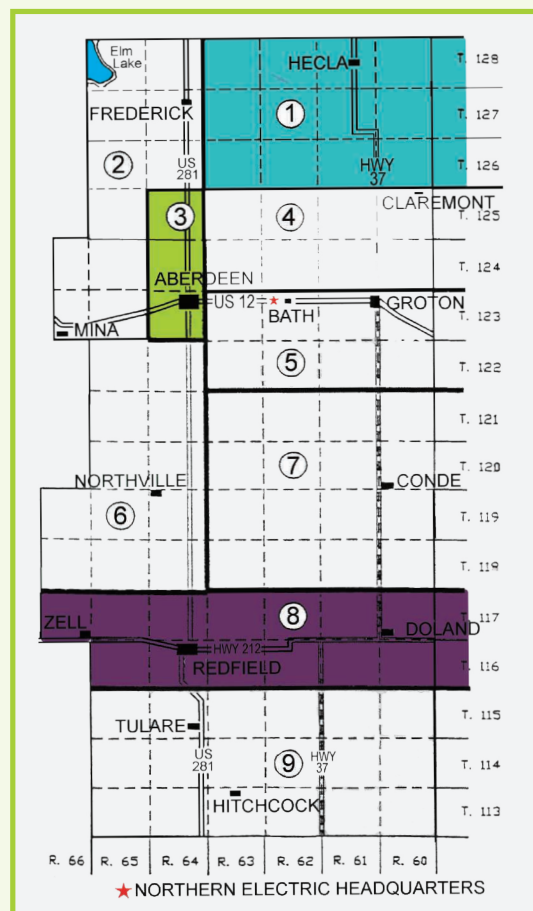 Elm
Lake
HECLA
T. 128
FREDERICK
1
T. 127
2
US
281
HWY
37
T. 126
3
4
CLAREMONT
T. 125
ABERDEEN
T. 124
US 12
BATH
GROTON
T. 123
MINA
5
T. 122
T. 121
7
T. 120
NORTHVILLE
CONDE
6
T. 119
T. 118
8
T. 117
ZELL
DOLAND
HWY 212
REDFIELD
T. 116
TULARE
T. 115
US
281
9
HWY
37
T. 114
HITCHCOCK
T. 113
R. 66 R. 65 R. 64 R. 63 R. 62 R. 61 R. 60
★NORTHERN ELECTRIC HEADQUARTERS